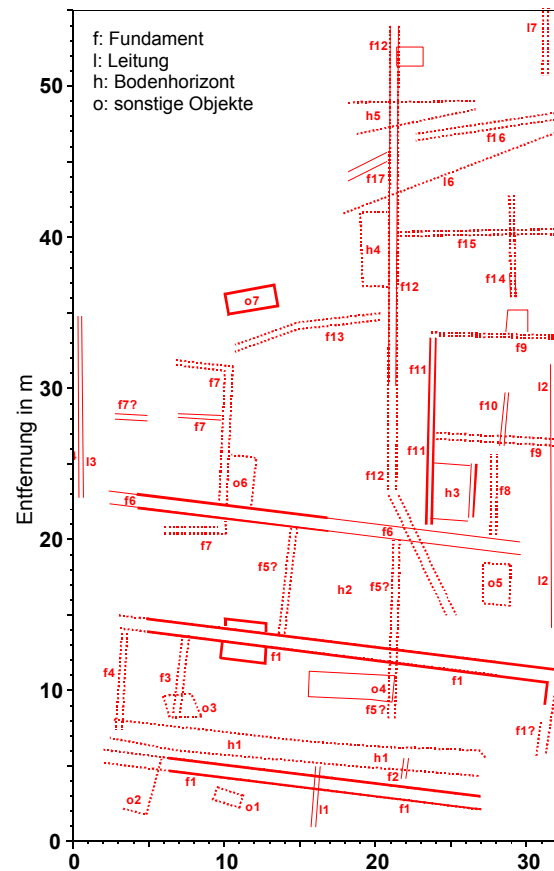 f: Fundament
l: Leitung
h: Bodenhorizont
o: sonstige Objekte
f12
l7
50
h5
f16
f17
l6
40
f15
h4
f14
f12
o7
f13
f9
30
f7
f11
l2
f7?
f10
f7
f11
f9
l3
o6
f12
h3
f8
f6
f6
20
f7
f5?
h2
f5?
o5
l2
f1
f1
10
f4
f3
o4
o3
f5?
f1?
h1
h1
f2
f1
o2
o1
l1
f1
0
0
10
20
30
Entfernung in m